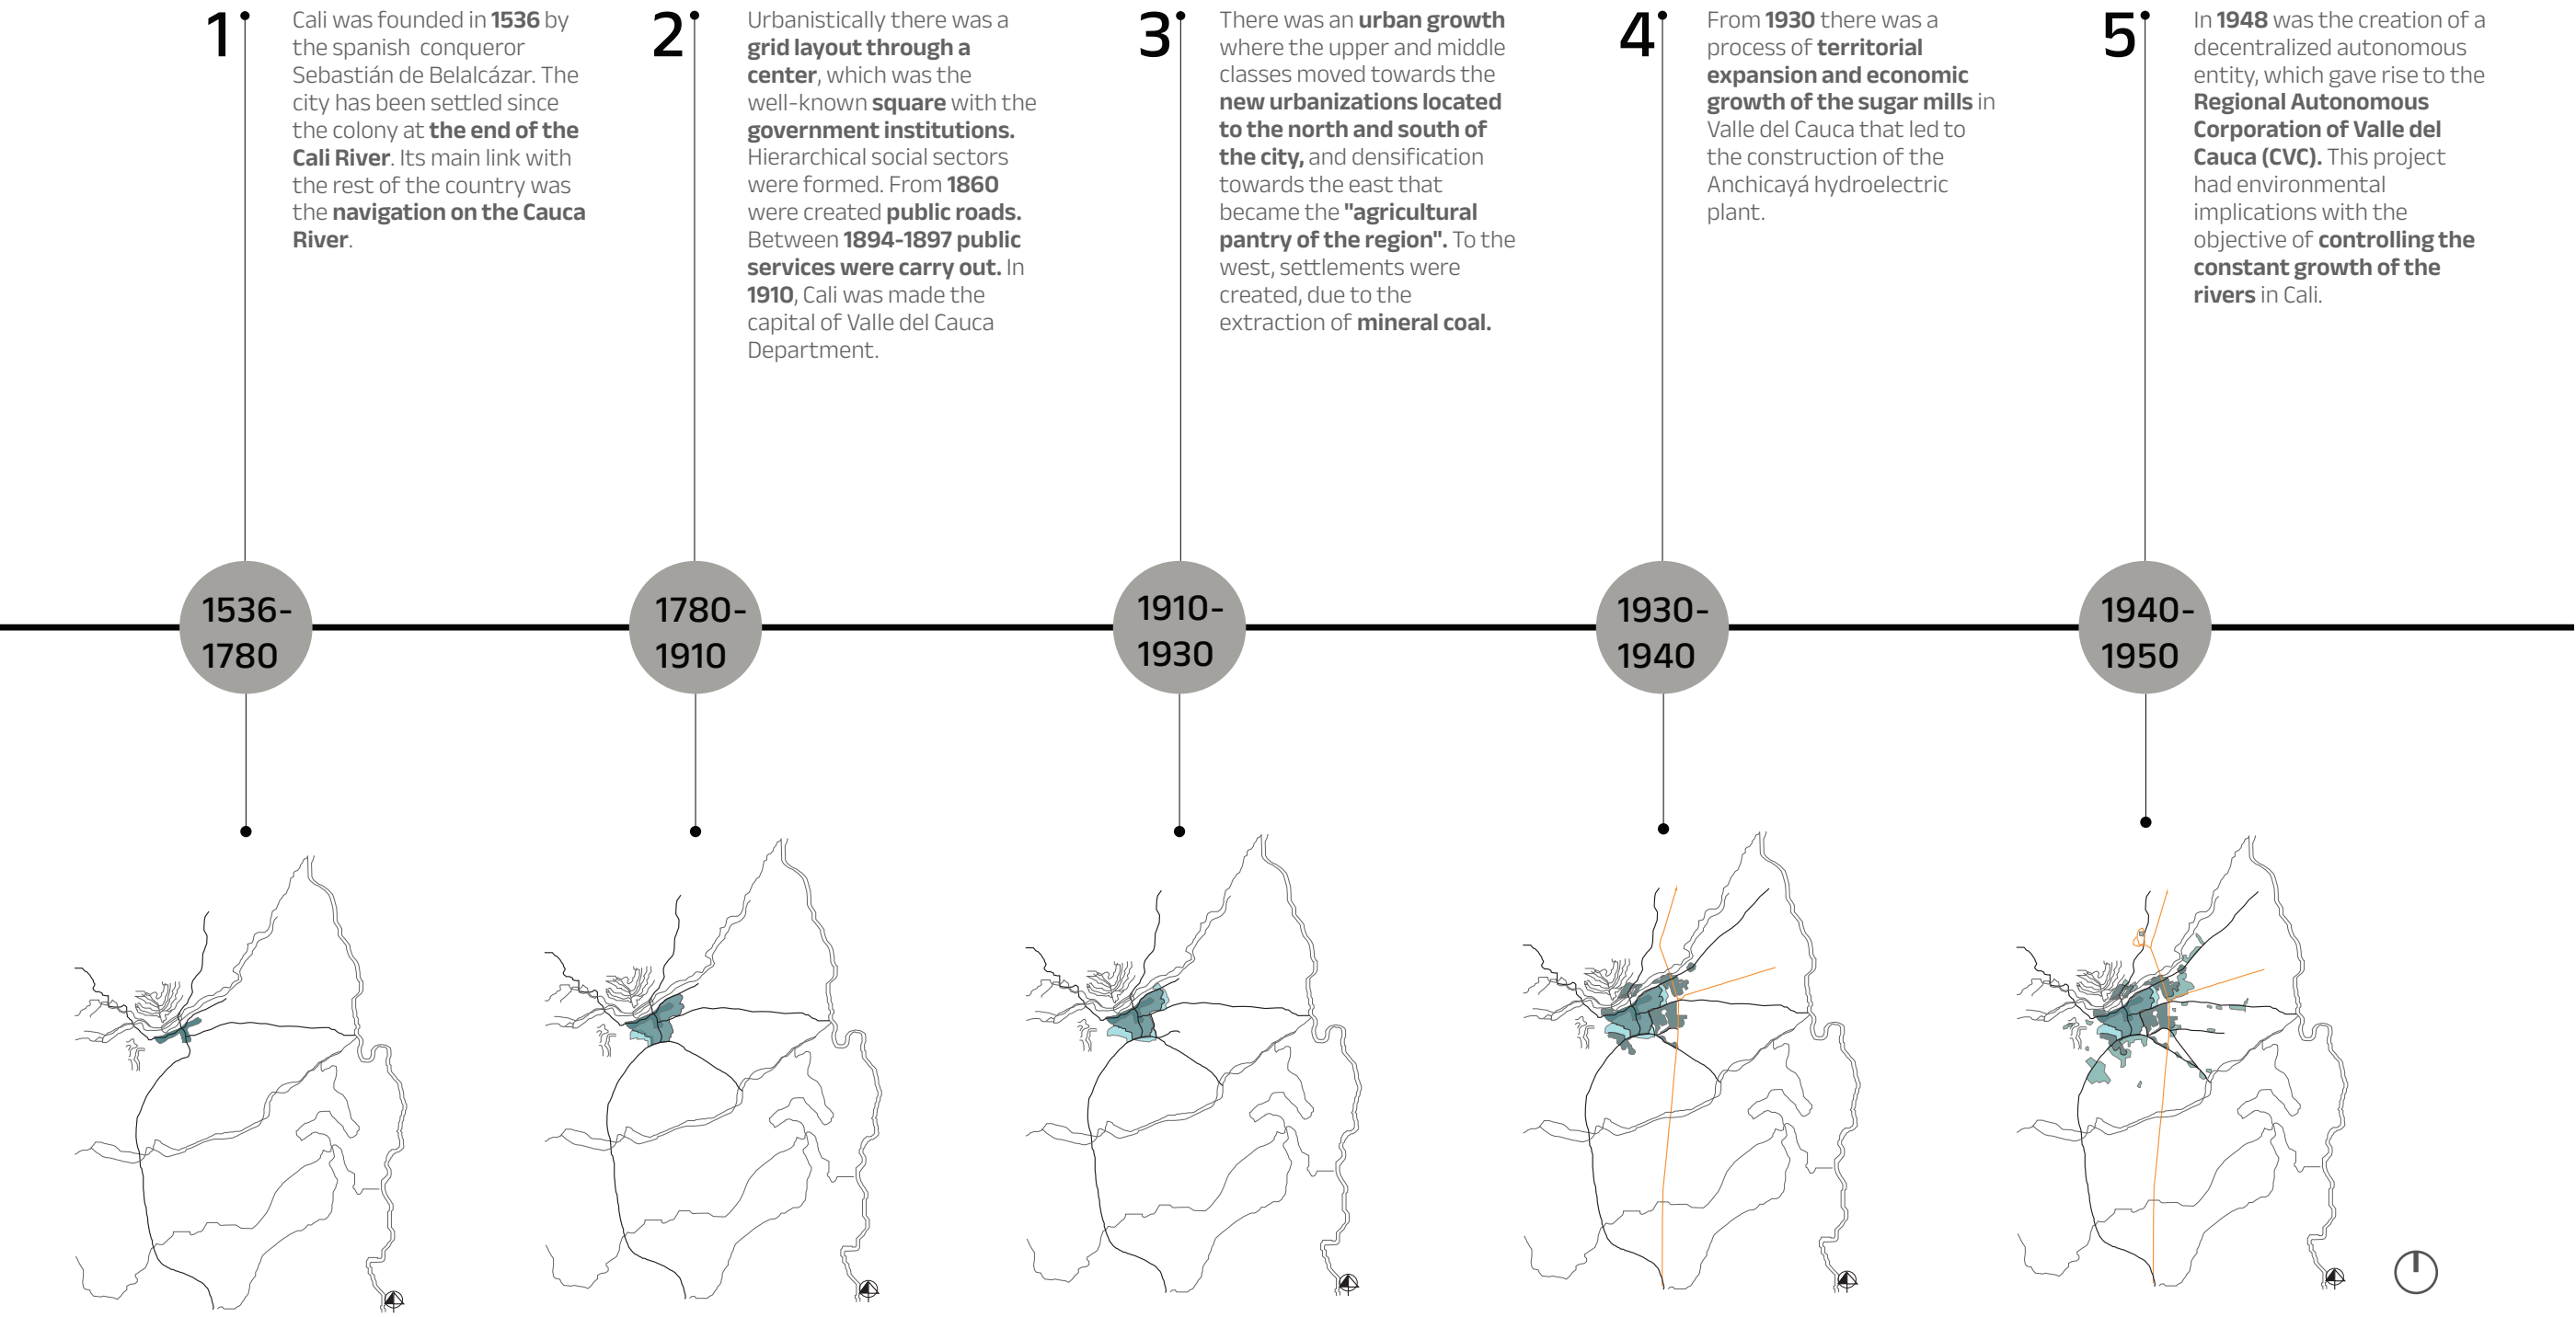 1
Cali was founded in 1536 by
the spanish conqueror
Sebastián de Belalcázar. The
city has been settled since
the colony at the end of the
Cali River. Its main link with
the rest of the country was
the navigation on the Cauca
River.
2
Urbanistically there was a
grid layout through a
center, which was the
well-known square with the
government institutions.
Hierarchical social sectors
were formed. From 1860
were created public roads.
Between 1894-1897 public
services were carry out. In
1910, Cali was made the
capital of Valle del Cauca
Department.
3
There was an urban growth
where the upper and middle
classes moved towards the
new urbanizations located
to the north and south of
the city, and densification
towards the east that
became the "agricultural
pantry of the region". To the
west, settlements were
created, due to the
extraction of mineral coal.
4
From 1930 there was a
process of territorial
expansion and economic
growth of the sugar mills in
Valle del Cauca that led to
the construction of the
Anchicayá hydroelectric
plant.
5
In 1948 was the creation of a
decentralized autonomous
entity, which gave rise to the
Regional Autonomous
Corporation of Valle del
Cauca (CVC). This project
had environmental
implications with the
objective of controlling the
constant growth of the
rivers in Cali.
1536-
1780
1780-
1910
1910-
1930
1930-
1940
1940-
1950